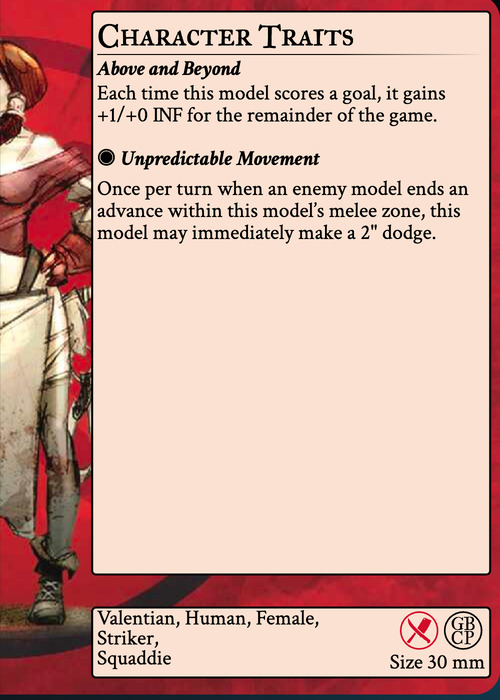 Character Traits
Above and Beyond
Each time this model scores a goal, it gains
+1/+0 INF for the remainder of the game.
Unpredictable Movement
Once per turn when an enemy model ends an
advance within this model's melee zone, this
model may immediately make a 2" dodge.
Valentian, Human, Female,
Striker,
Squaddie
GB
CP
Size 30 mm